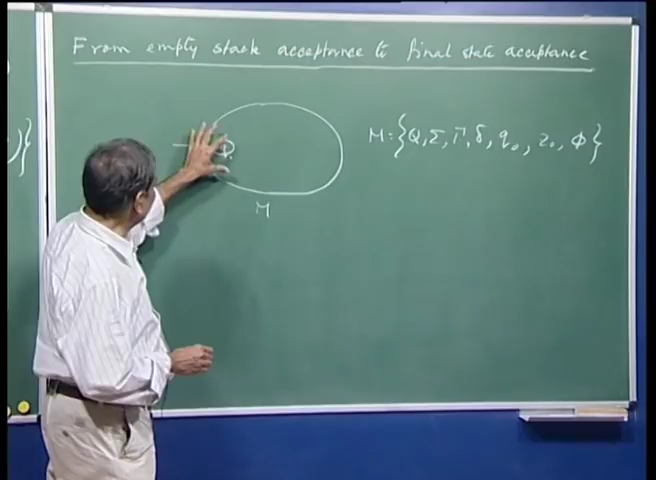 From empty stack acceptance to final state acceptance
M = {Q, Σ, Γ, δ, q₀, z₀, Φ}
M
)}